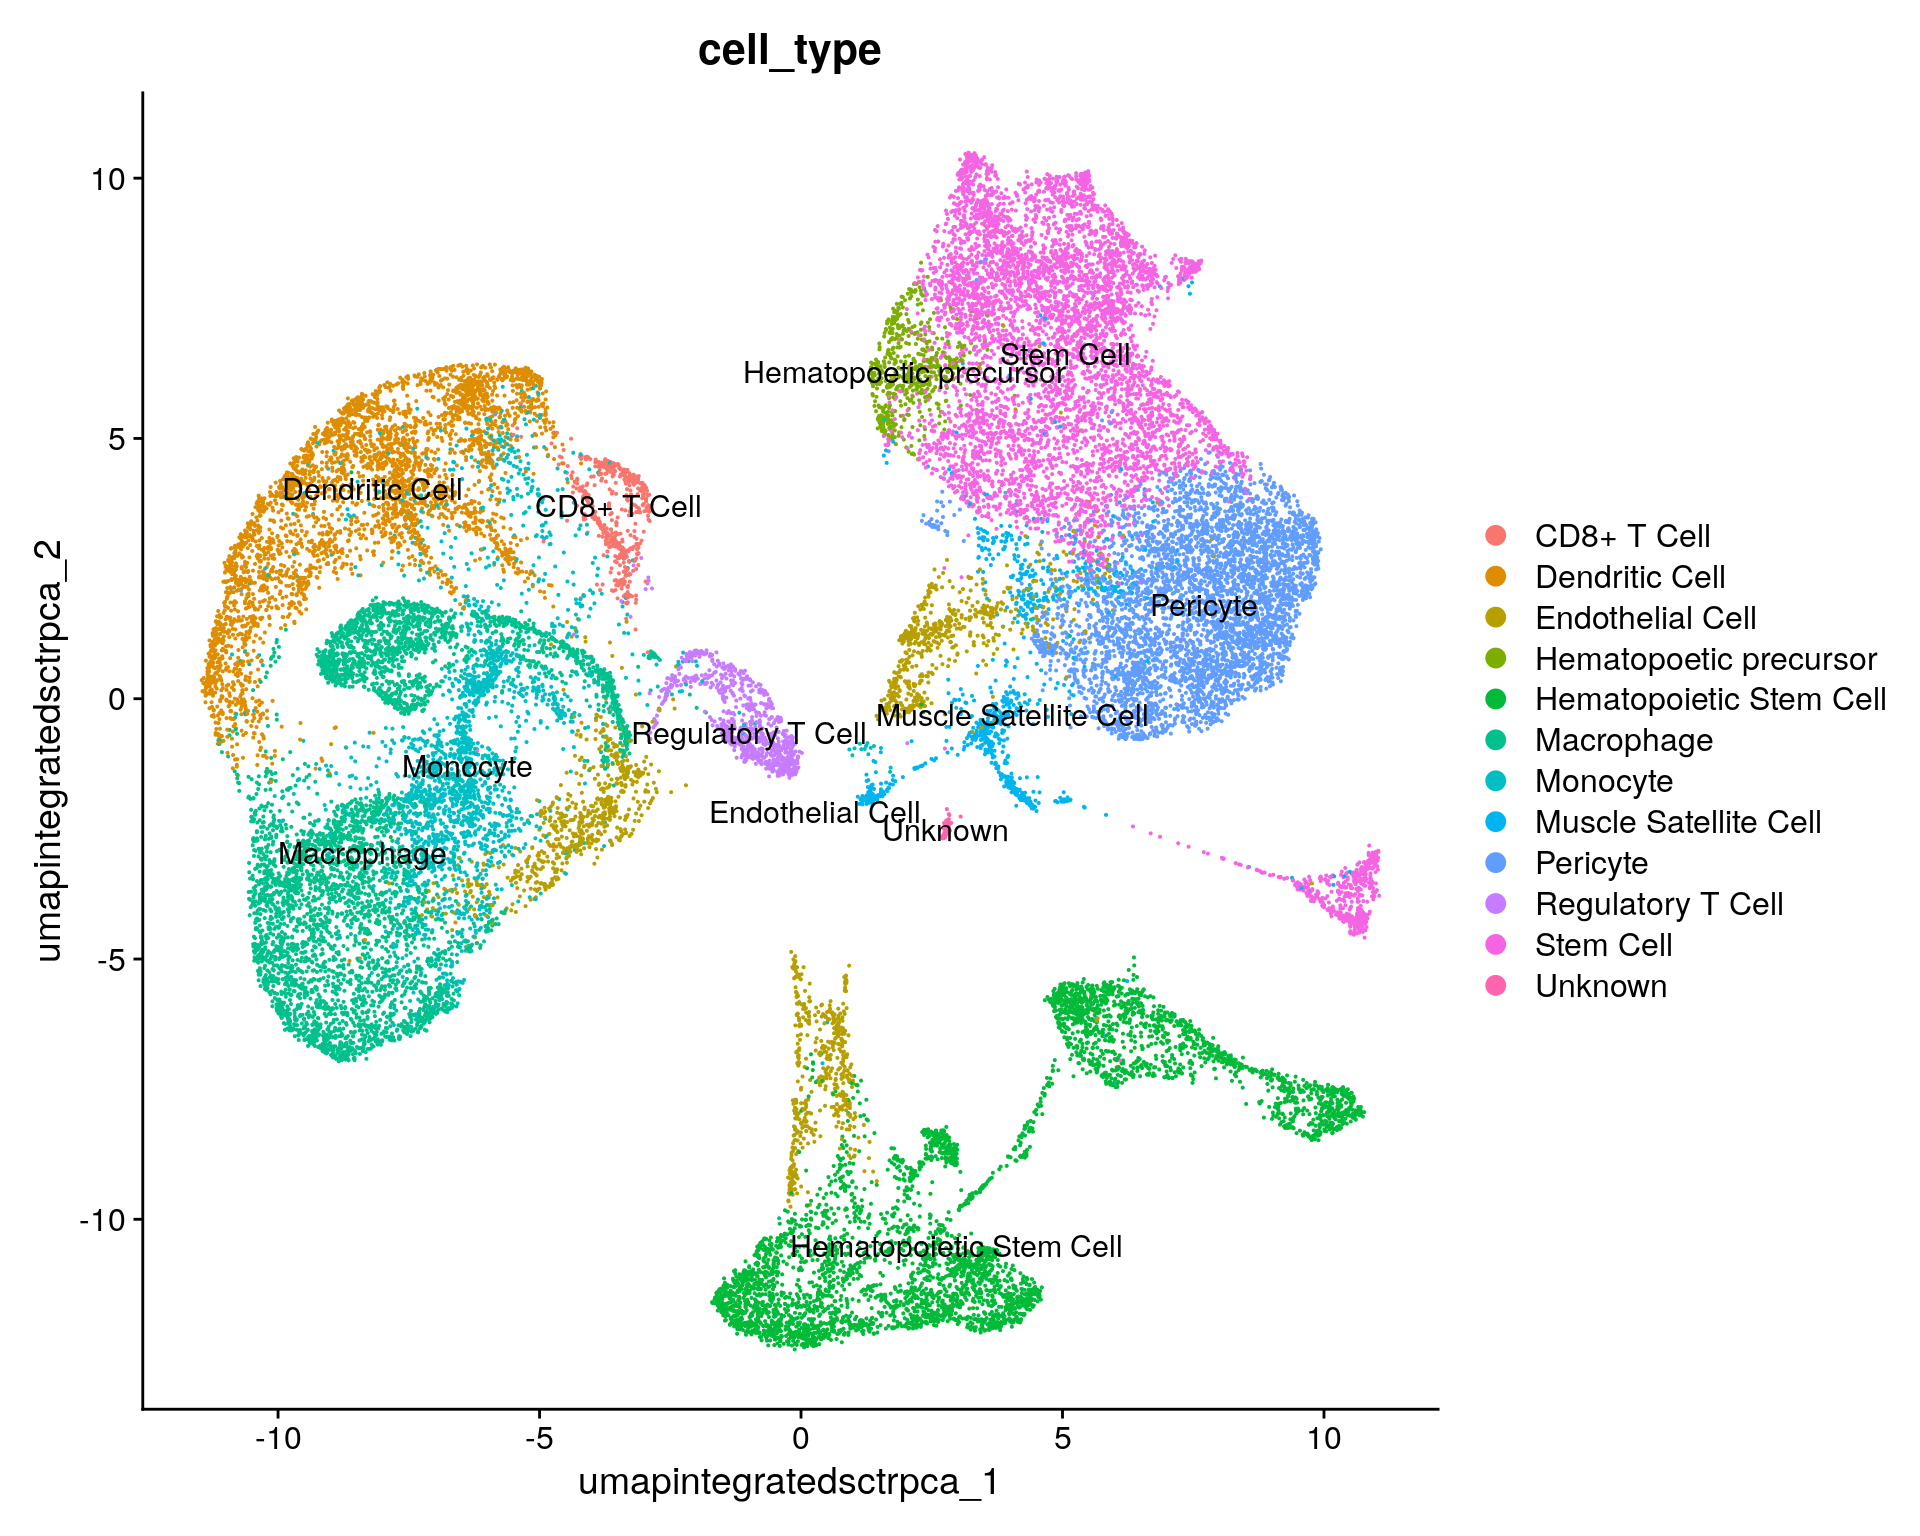 cell_type
umapintegratedsctrpca_2
10
5
0
-5
-10
Stem Cell
Hematopoetic precursor
Dendritic Cell
CD8+ T Cell
Pericyte
Muscle Satellite Cell
Regulatory T Cell
Monocyte
Endothelial Cell
Unknown
Macrophage
Hematopoietic Stem Cell
-10
-5
0
5
10
umapintegratedsctrpca_1
CD8+ T Cell
Dendritic Cell
Endothelial Cell
Hematopoetic precursor
Hematopoietic Stem Cell
Macrophage
Monocyte
Muscle Satellite Cell
Pericyte
Regulatory T Cell
Stem Cell
Unknown